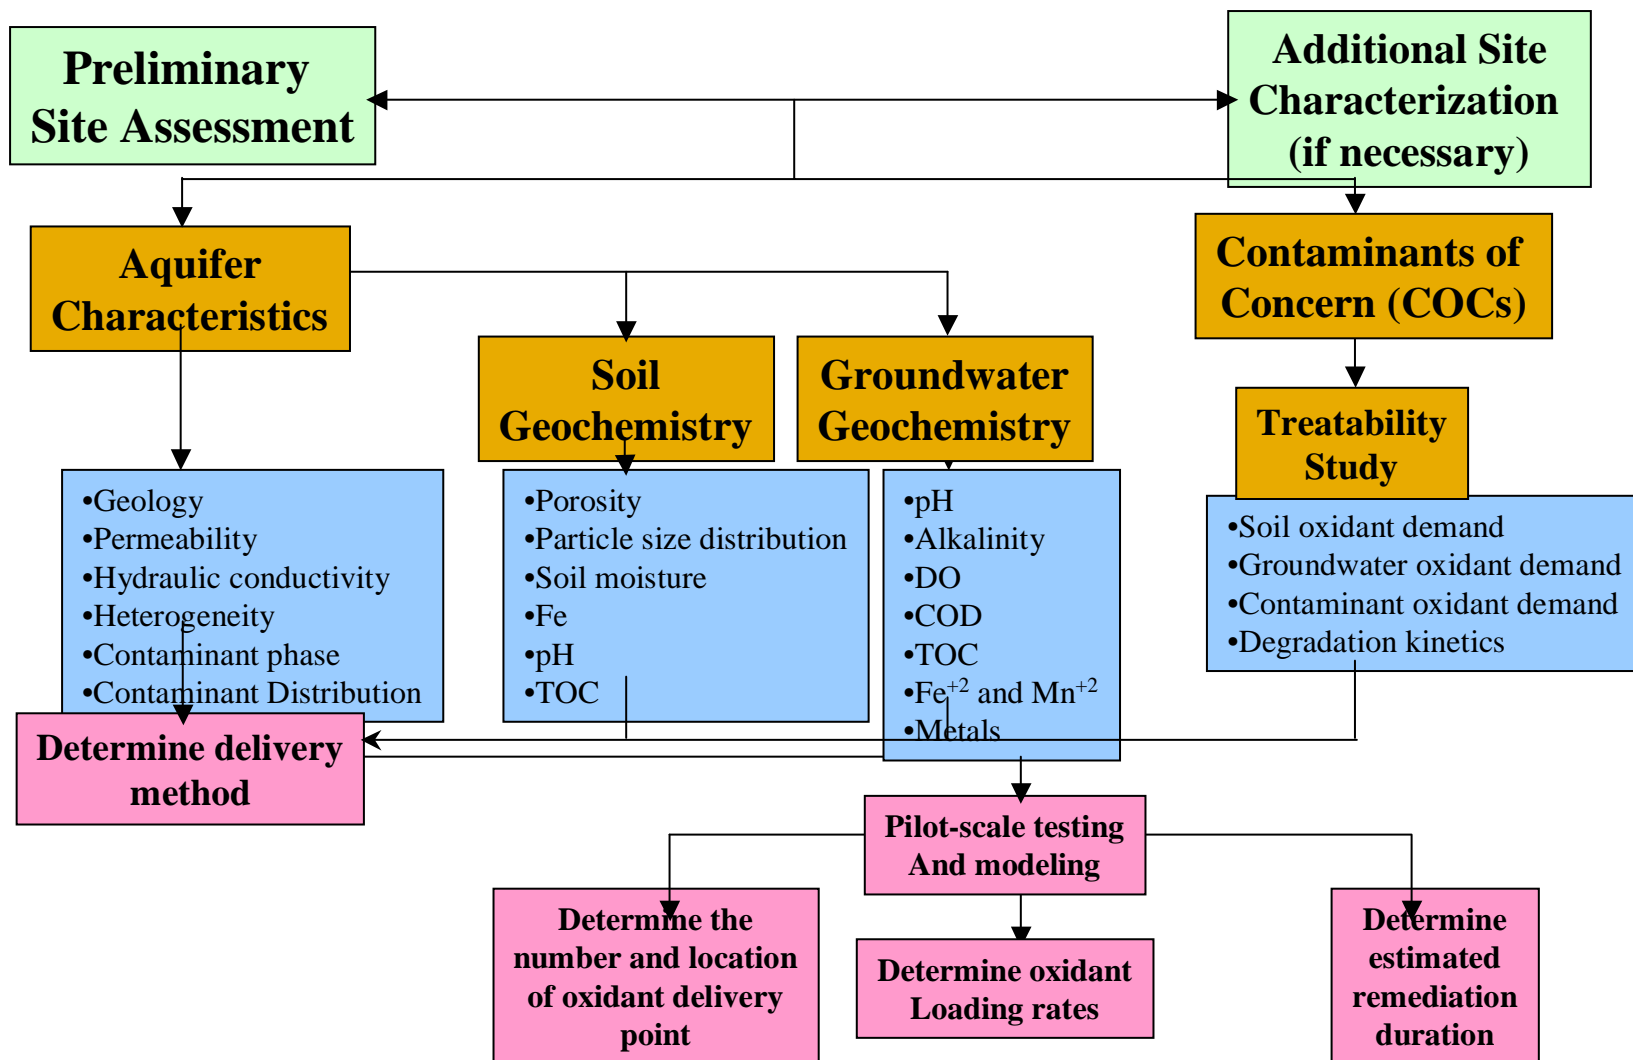 Preliminary
Site Assessment
Additional Site
Characterization
(if necessary)
Aquifer
Characteristics
Contaminants of
Concern (COCs)
Soil
Geochemistry
Groundwater
Geochemistry
Treatability
Study
•Geology
•Permeability
•Hydraulic conductivity
•Heterogeneity
•Contaminant phase
•Contaminant Distribution
•Porosity
•Particle size distribution
•Soil moisture
•Fe
•pH
•TOC
•pH
•Alkalinity
•DO
•COD
•TOC
•Fe⁺² and Mn⁺²
•Metals
•Soil oxidant demand
•Groundwater oxidant demand
•Contaminant oxidant demand
•Degradation kinetics
Determine delivery
method
Pilot-scale testing
And modeling
Determine the
number and location
of oxidant delivery
point
Determine oxidant
Loading rates
Determine
estimated
remediation
duration